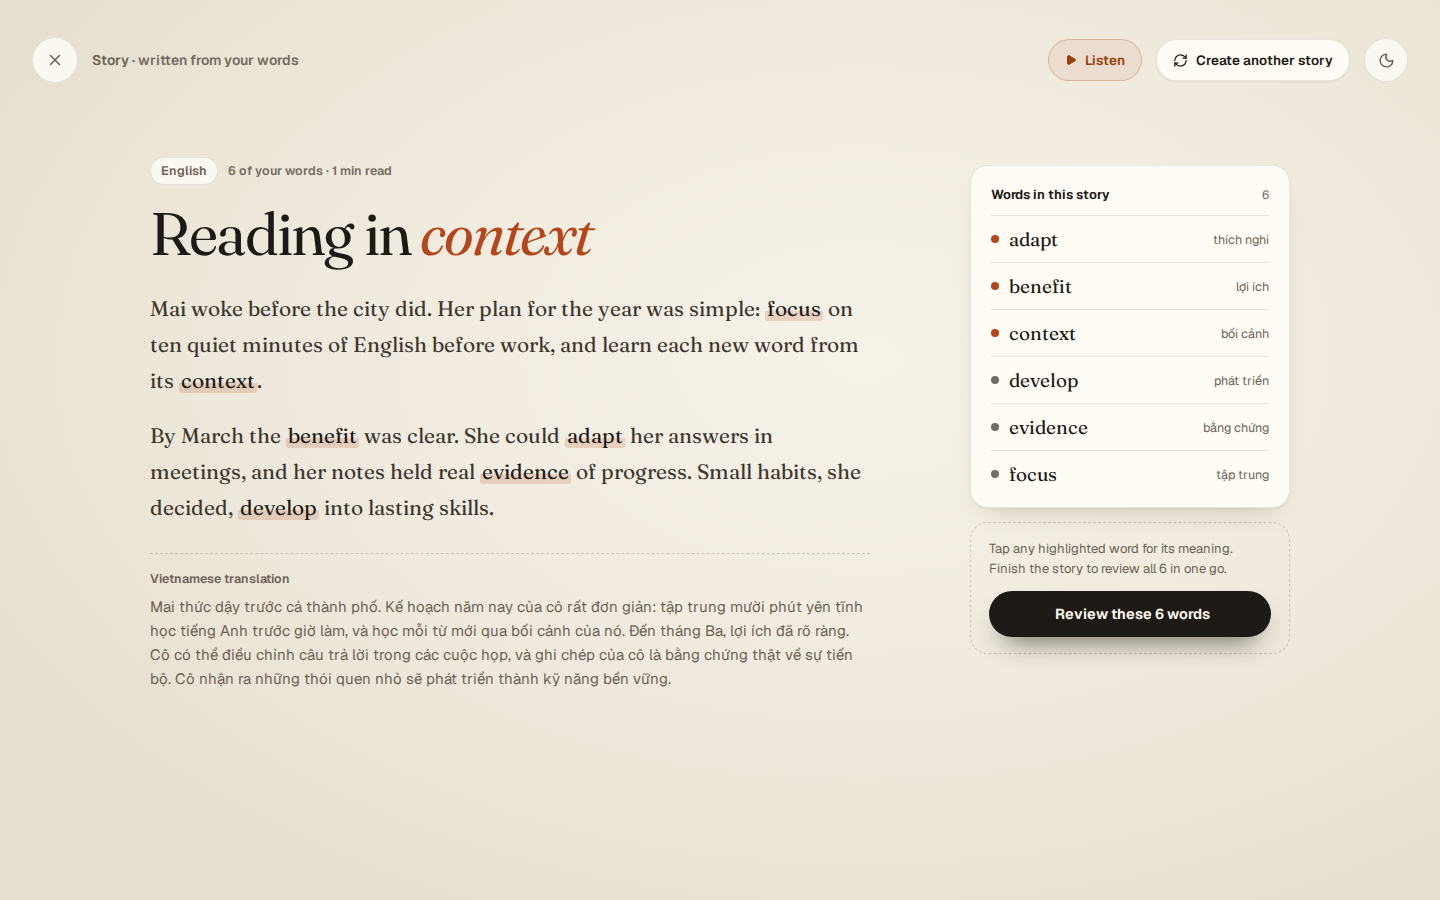 Story · written from your words
Listen
Create another story
English
6 of your words · 1 min read
Reading in context
Mai woke before the city did. Her plan for the year was simple: focus on
ten quiet minutes of English before work, and learn each new word from
its context.
By March the benefit was clear. She could adapt her answers in
meetings, and her notes held real evidence of progress. Small habits, she
decided, develop into lasting skills.
Vietnamese translation
Mai thức dậy trước cả thành phố. Kế hoạch năm nay của cô rất đơn giản: tập trung mười phút yên tĩnh
học tiếng Anh trước giờ làm, và học mỗi từ mới qua bối cảnh của nó. Đến tháng Ba, lợi ích đã rõ ràng.
Cô có thể điều chỉnh câu trả lời trong các cuộc họp, và ghi chép của cô là bằng chứng thật về sự tiến
bộ. Cô nhận ra những thói quen nhỏ sẽ phát triển thành kỹ năng bền vững.
Words in this story
6
adapt
thích nghi
benefit
lợi ích
context
bối cảnh
develop
phát triển
evidence
bằng chứng
focus
tập trung
Tap any highlighted word for its meaning.
Finish the story to review all 6 in one go.
Review these 6 words